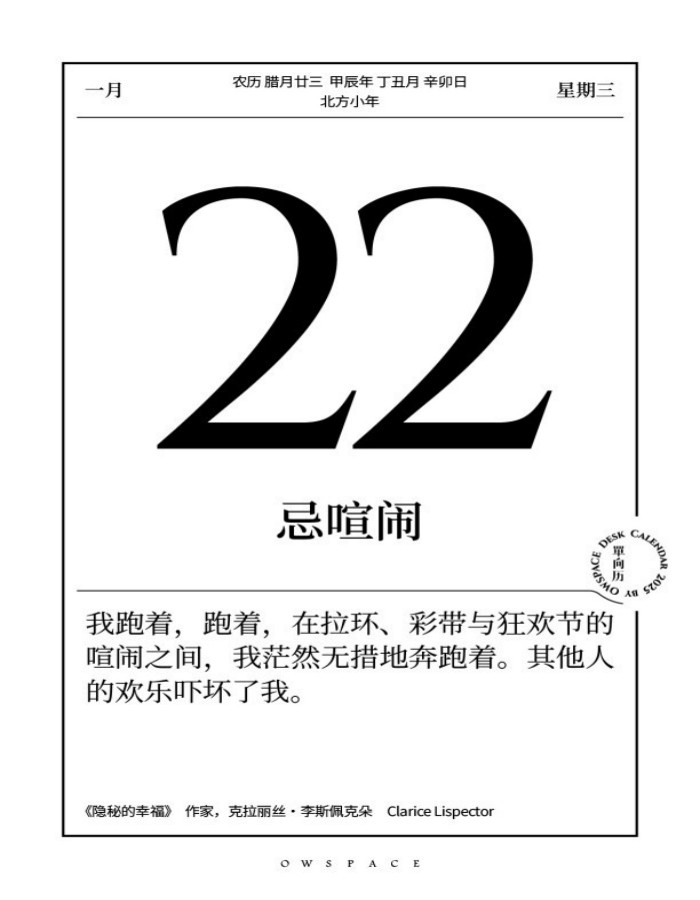 一月
农历 腊月廿三 甲辰年 丁丑月 辛卯日
北方小年
星期三
22
忌喧闹
單向历
OWSPACE DESK CALENDAR 2025 BY
我跑着，跑着，在拉环、彩带与狂欢节的
喧闹之间，我茫然无措地奔跑着。其他人
的欢乐吓坏了我。
《隐秘的幸福》 作家，克拉丽丝·李斯佩克朵 Clarice Lispector
OWSPACE